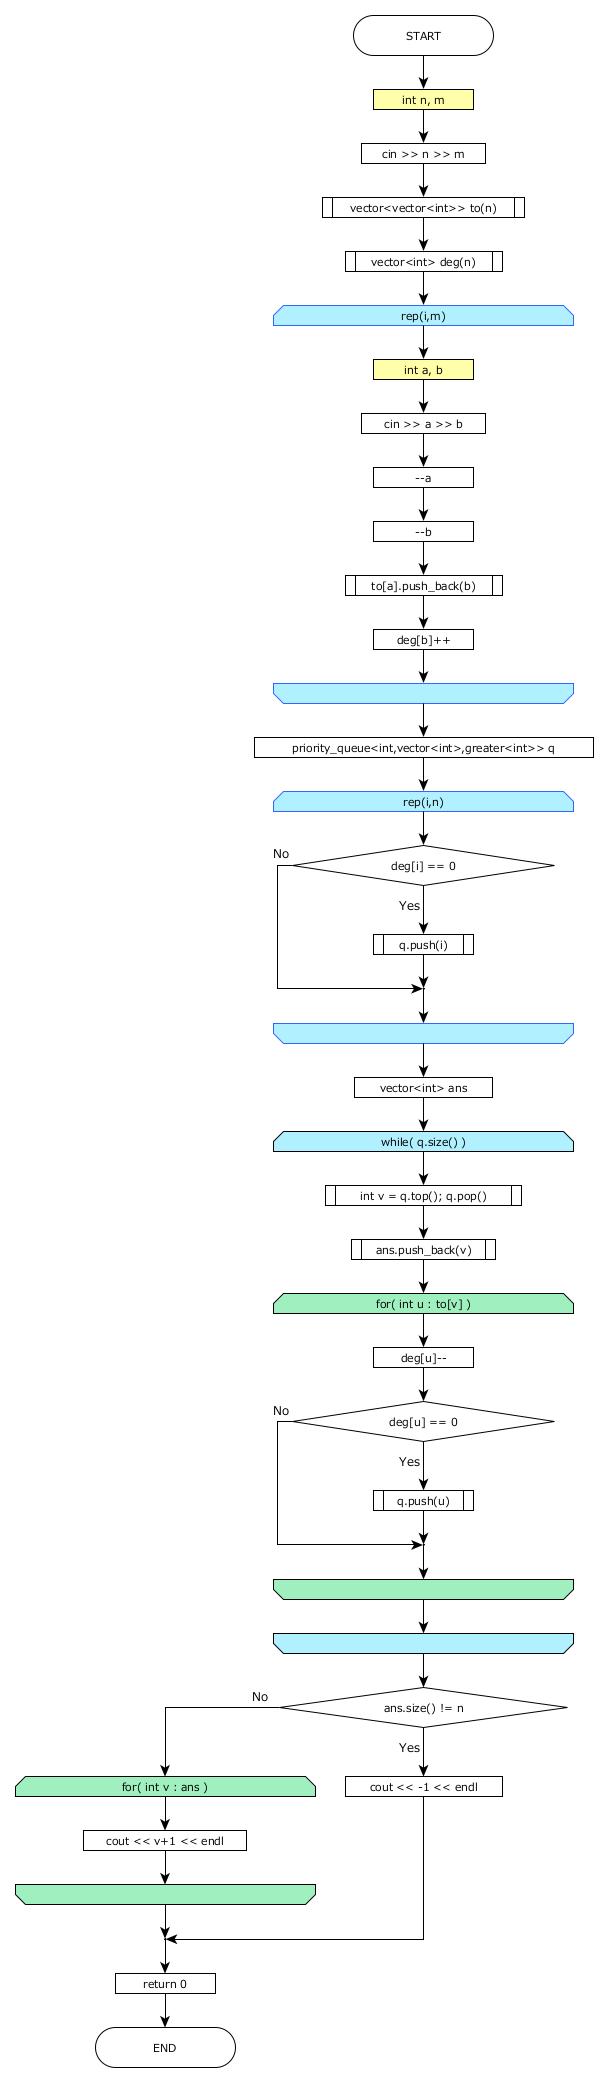 START
int n, m
cin >> n >> m
vector<vector<int>> to(n)
vector<int> deg(n)
rep(i,m)
int a, b
cin >> a >> b
--a
--b
to[a].push_back(b)
deg[b]++
priority_queue<int,vector<int>,greater<int>> q
rep(i,n)
No
deg[i] == 0
Yes
q.push(i)
vector<int> ans
while( q.size() )
int v = q.top(); q.pop()
ans.push_back(v)
for( int u : to[v] )
deg[u]--
No
deg[u] == 0
Yes
q.push(u)
No
ans.size() != n
Yes
for( int v : ans )
cout << -1 << endl
cout << v+1 << endl
return 0
END